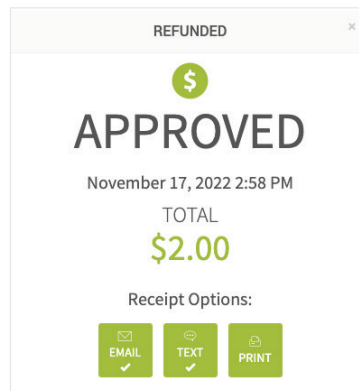 REFUNDED
×
$
APPROVED
November 17, 2022 2:58 PM
TOTAL
$2.00
Receipt Options:
EMAIL TEXT PRINT